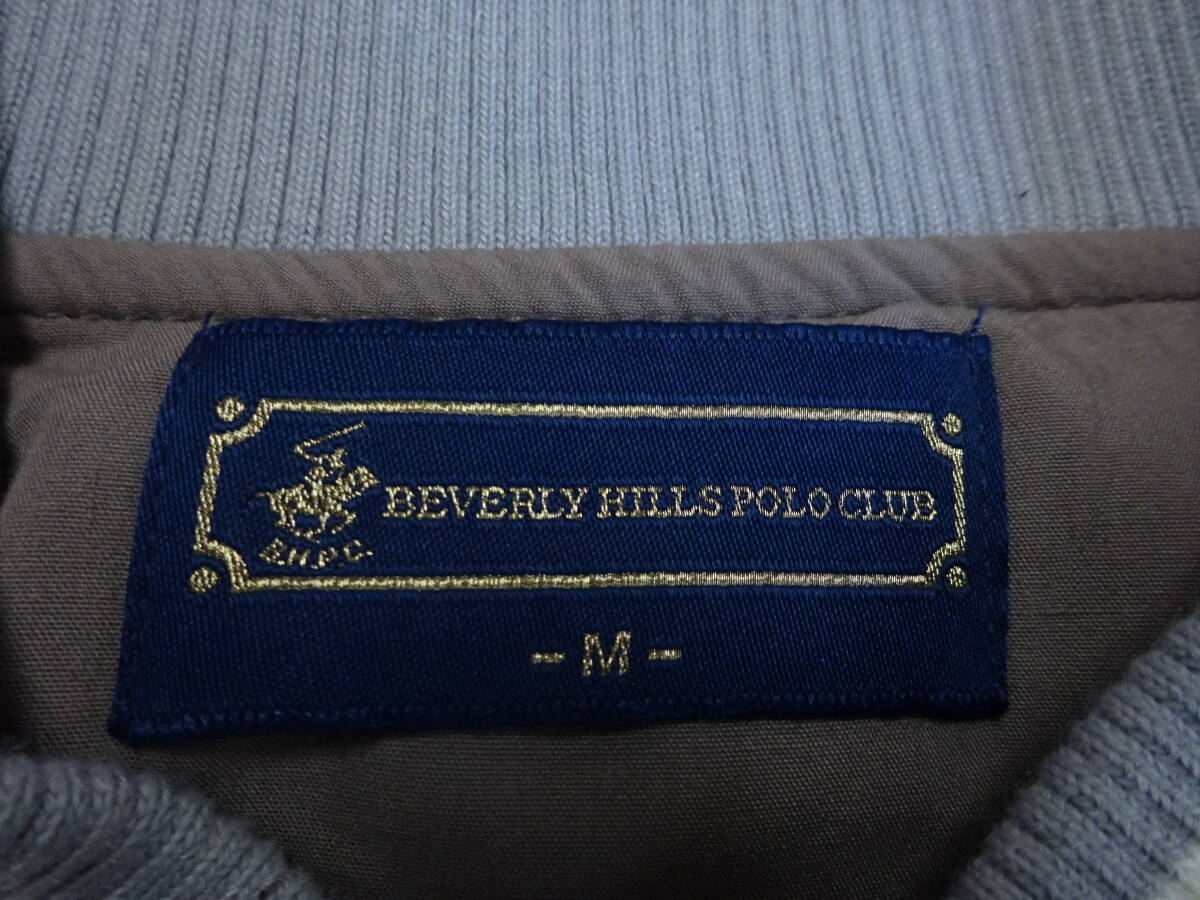 BEVERLY HILLS POLO CLUB
B.H.P.C.
- M -